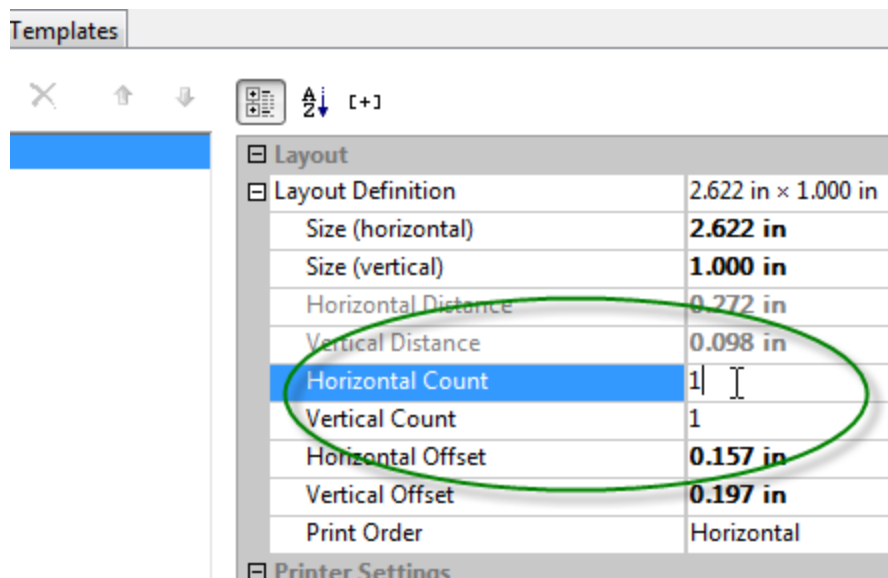 Templates
A Z [+]
Layout
Layout Definition 2.622 in × 1.000 in
Size (horizontal) 2.622 in
Size (vertical) 1.000 in
Horizontal Distance 0.272 in
Vertical Distance 0.098 in
Horizontal Count 1
Vertical Count 1
Horizontal Offset 0.157 in
Vertical Offset 0.197 in
Print Order Horizontal
Printer Settings